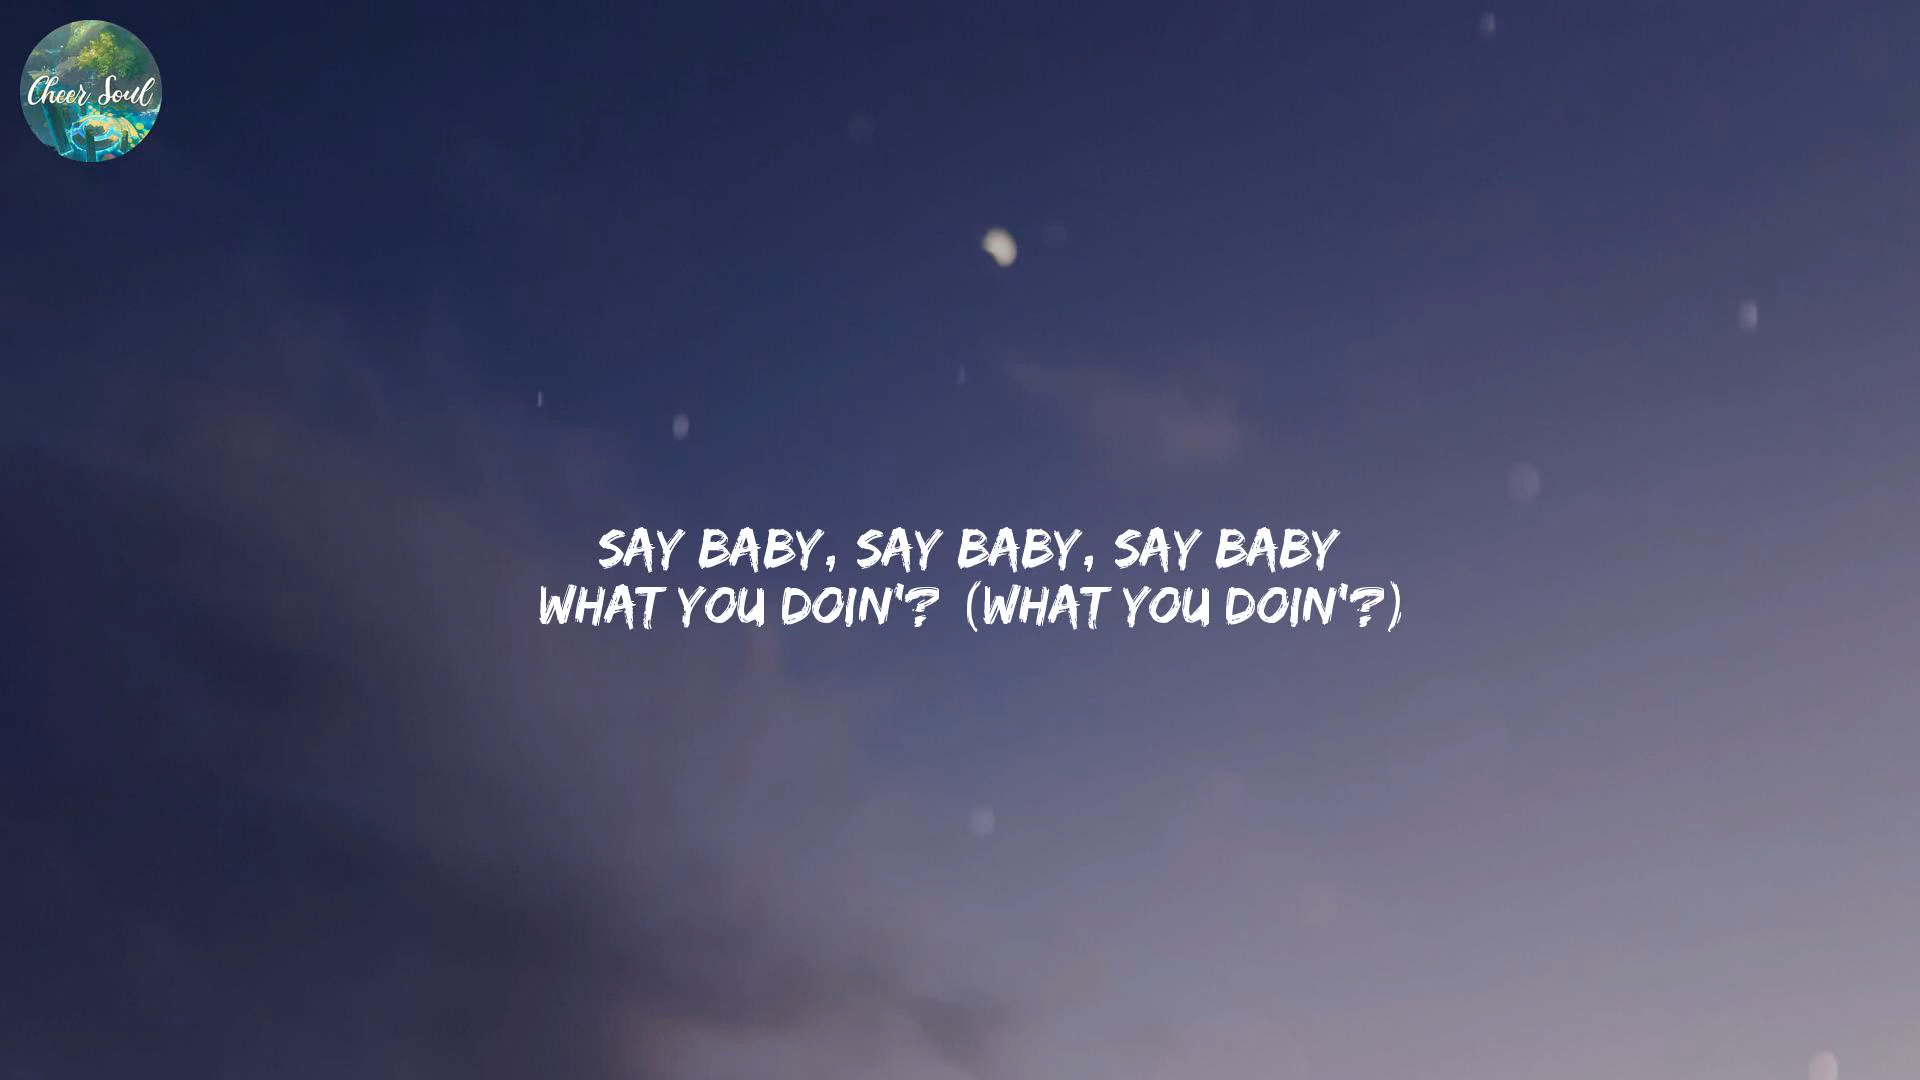 Cheer Soul
SAY BABY, SAY BABY, SAY BABY
WHAT YOU DOIN'? (WHAT YOU DOIN'?)